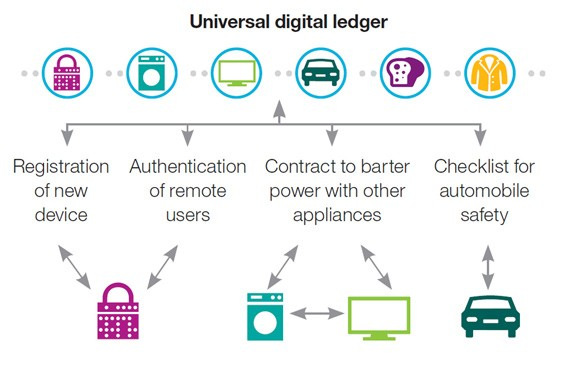 Universal digital ledger
Registration
of new
device
Authentication
of remote
users
Contract to barter
power with other
appliances
Checklist for
automobile
safety